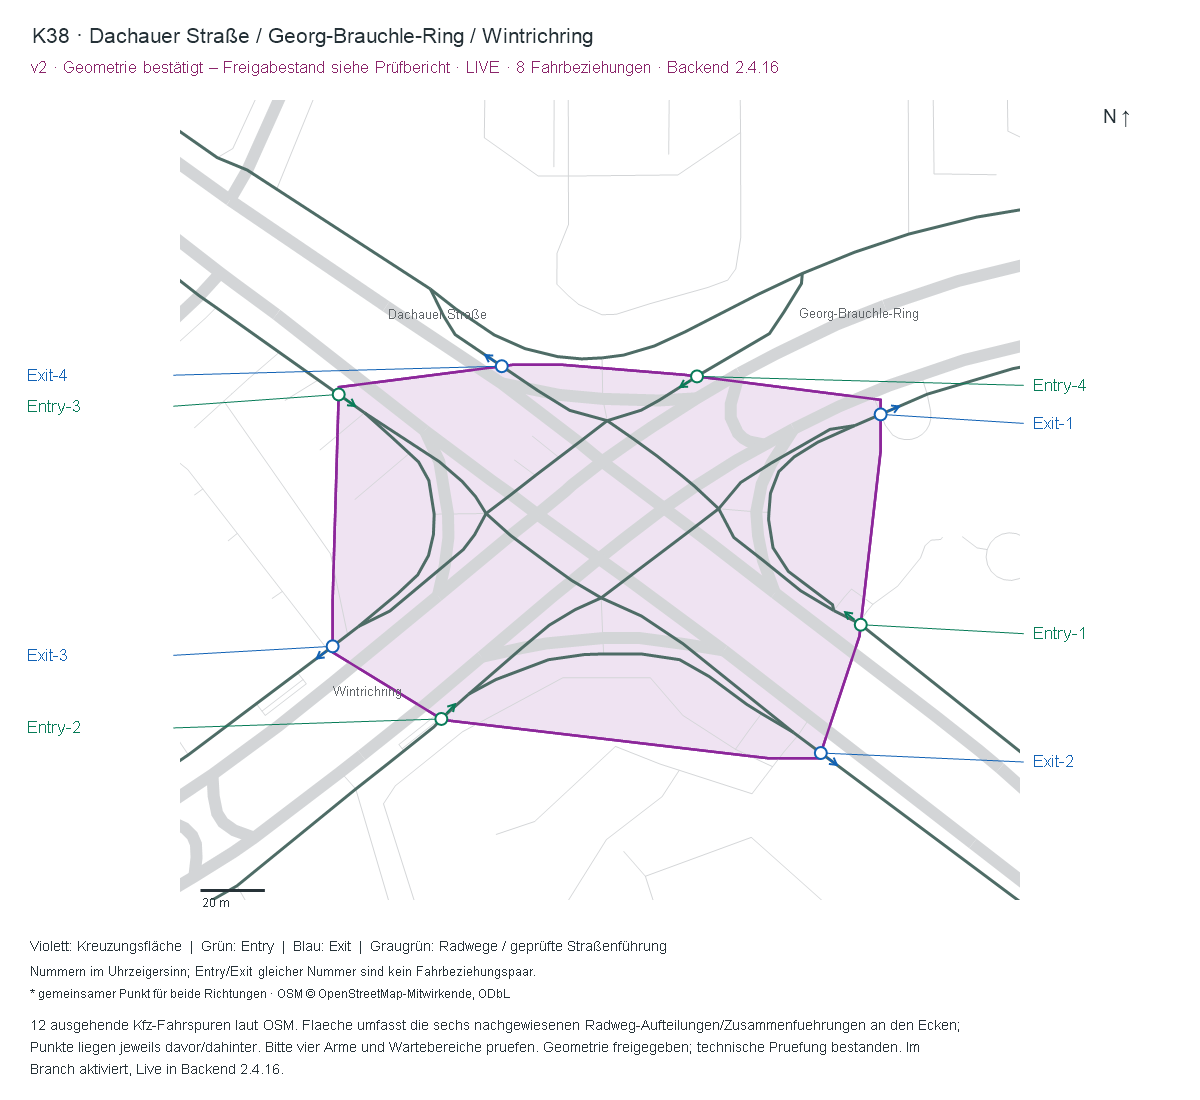 K38 · Dachauer Straße / Georg-Brauchle-Ring / Wintrichring
v2 · Geometrie bestätigt – Freigabestand siehe Prüfbericht · LIVE · 8 Fahrbeziehungen · Backend 2.4.16
N ↑
Dachauer Straße
Georg-Brauchle-Ring
Exit-4
Entry-3
Entry-4
Exit-1
Entry-1
Exit-3
Wintrichring
Entry-2
Exit-2
20 m
Violett: Kreuzungsfläche | Grün: Entry | Blau: Exit | Graugrün: Radwege / geprüfte Straßenführung
Nummern im Uhrzeigersinn; Entry/Exit gleicher Nummer sind kein Fahrbeziehungspaar.
* gemeinsamer Punkt für beide Richtungen · OSM © OpenStreetMap-Mitwirkende, ODbL
12 ausgehende Kfz-Fahrspuren laut OSM. Flaeche umfasst die sechs nachgewiesenen Radweg-Aufteilungen/Zusammenfuehrungen an den Ecken;
Punkte liegen jeweils davor/dahinter. Bitte vier Arme und Wartebereiche pruefen. Geometrie freigegeben; technische Pruefung bestanden. Im
Branch aktiviert, Live in Backend 2.4.16.